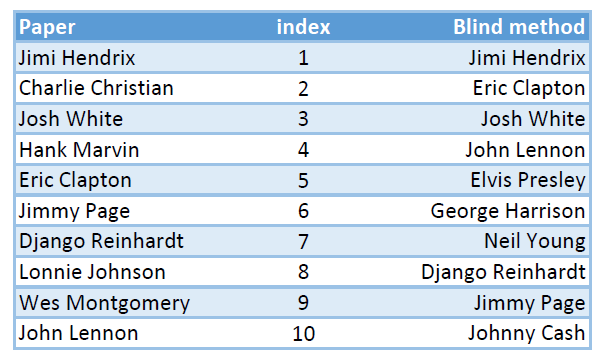 Paper index Blind method
Jimi Hendrix 1 Jimi Hendrix
Charlie Christian 2 Eric Clapton
Josh White 3 Josh White
Hank Marvin 4 John Lennon
Eric Clapton 5 Elvis Presley
Jimmy Page 6 George Harrison
Django Reinhardt 7 Neil Young
Lonnie Johnson 8 Django Reinhardt
Wes Montgomery 9 Jimmy Page
John Lennon 10 Johnny Cash